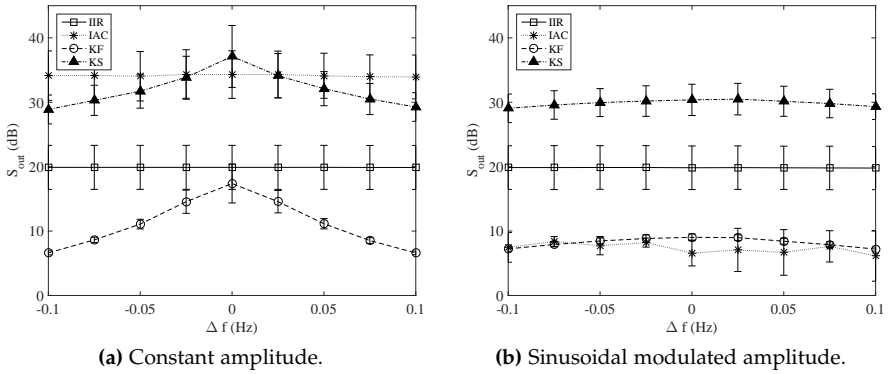 IIR
IAC
KF
KS
40
30
20
10
0
S_out (dB)
-0.1
-0.05
0
0.05
0.1
Δ f (Hz)
(a) Constant amplitude.
IIR
IAC
KF
KS
40
30
20
10
0
S_out (dB)
-0.1
-0.05
0
0.05
0.1
Δ f (Hz)
(b) Sinusoidal modulated amplitude.